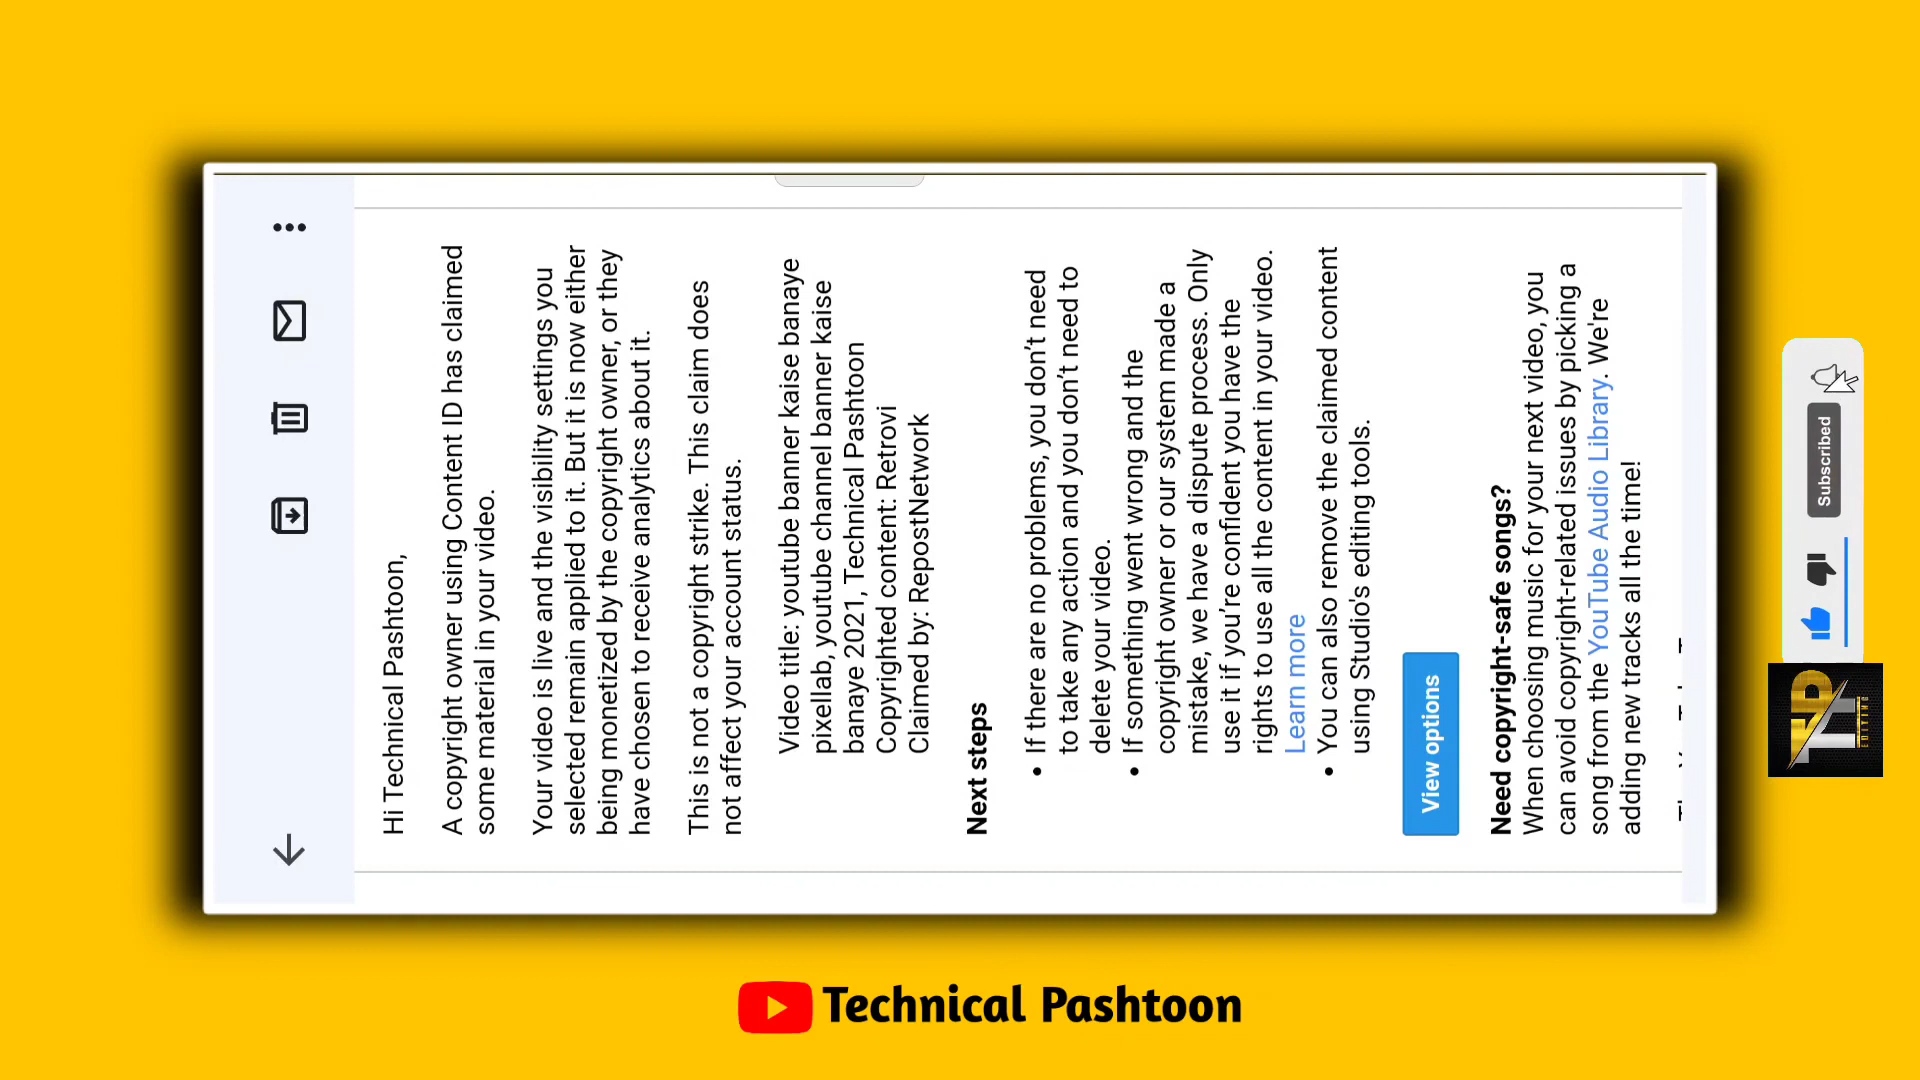 Hi Technical Pashtoon,
A copyright owner using Content ID has claimed
some material in your video.
Your video is live and the visibility settings you
selected remain applied to it. But it is now either
being monetized by the copyright owner, or they
have chosen to receive analytics about it.
This is not a copyright strike. This claim does
not affect your account status.
Video title: youtube banner kaise banaye
pixellab, youtube channel banner kaise
banaye 2021, Technical Pashtoon
Copyrighted content: Retrovi
Claimed by: RepostNetwork
Next steps
• If there are no problems, you don't need
to take any action and you don't need to
delete your video.
• If something went wrong and the
copyright owner or our system made a
mistake, we have a dispute process. Only
use it if you're confident you have the
rights to use all the content in your video.
Learn more
• You can also remove the claimed content
using Studio's editing tools.
View options
Need copyright-safe songs?
When choosing music for your next video, you
can avoid copyright-related issues by picking a
song from the YouTube Audio Library. We're
adding new tracks all the time!
Subscribed
EDITING
Technical Pashtoon